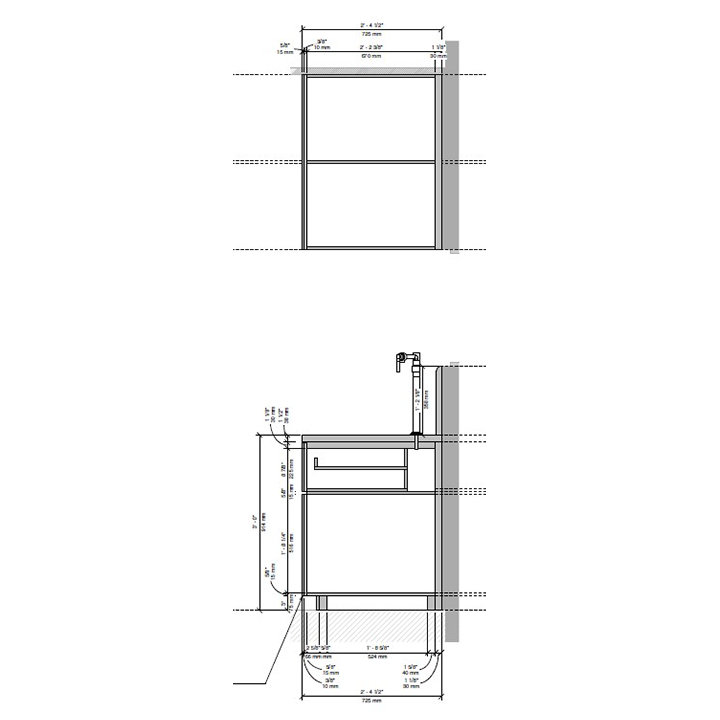 2' - 4 1/2"
725 mm
5/8"
15 mm
3/8"
10 mm
2' - 2 3/8"
670 mm
1 1/8"
30 mm
1' - 2 1/8"
359 mm
1 1/8"
30 mm
1 1/2"
38 mm
8 7/8"
225 mm
5/8"
15 mm
3' - 0"
914 mm
1' - 8 1/4"
515 mm
5/8"
15 mm
3"
75 mm
2 5/8" 5/8"
1' - 8 5/8"
524 mm
5/8"
15 mm
3/8"
10 mm
1 5/8"
40 mm
1 1/8"
30 mm
2' - 4 1/2"
725 mm